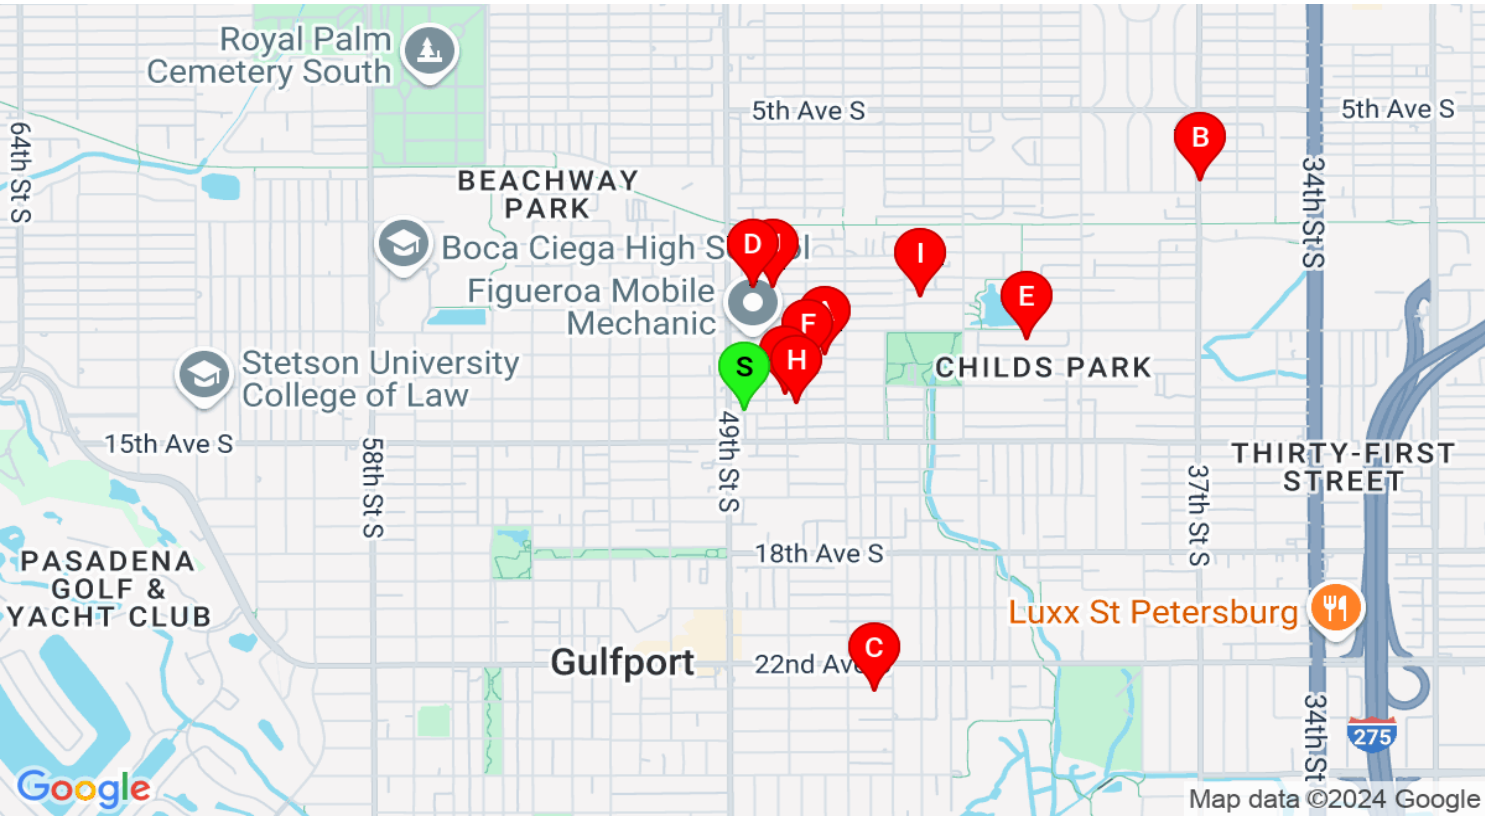 Royal Palm
Cemetery South
5th Ave S
5th Ave S
B
64th St S
34th St S
BEACHWAY
PARK
D
J
I
Boca Ciega High School
Figueroa Mobile
Mechanic
E
A
F
H
S
CHILDS PARK
Stetson University
College of Law
15th Ave S
58th St S
49th St S
37th St S
THIRTY-FIRST
STREET
18th Ave S
PASADENA
GOLF &
YACHT CLUB
Luxx St Petersburg
C
Gulfport
22nd Ave S
34th St
275
Google
Map data ©2024 Google